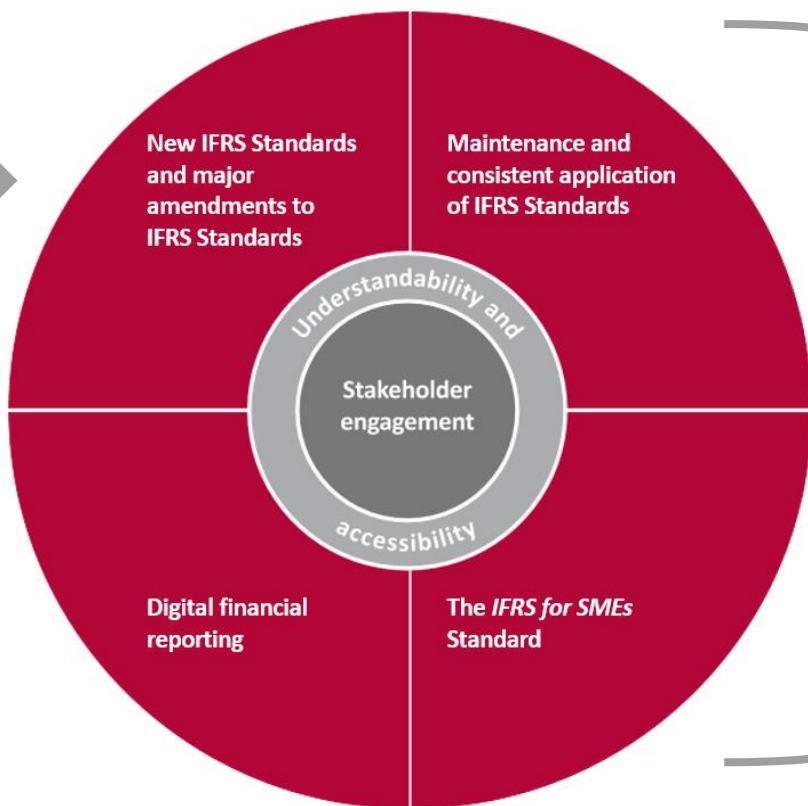 New IFRS Standards
and major
amendments to
IFRS Standards
Maintenance and
consistent application
of IFRS Standards
Understandability and
Stakeholder
engagement
accessibility
Digital financial
reporting
The IFRS for SMEs
Standard